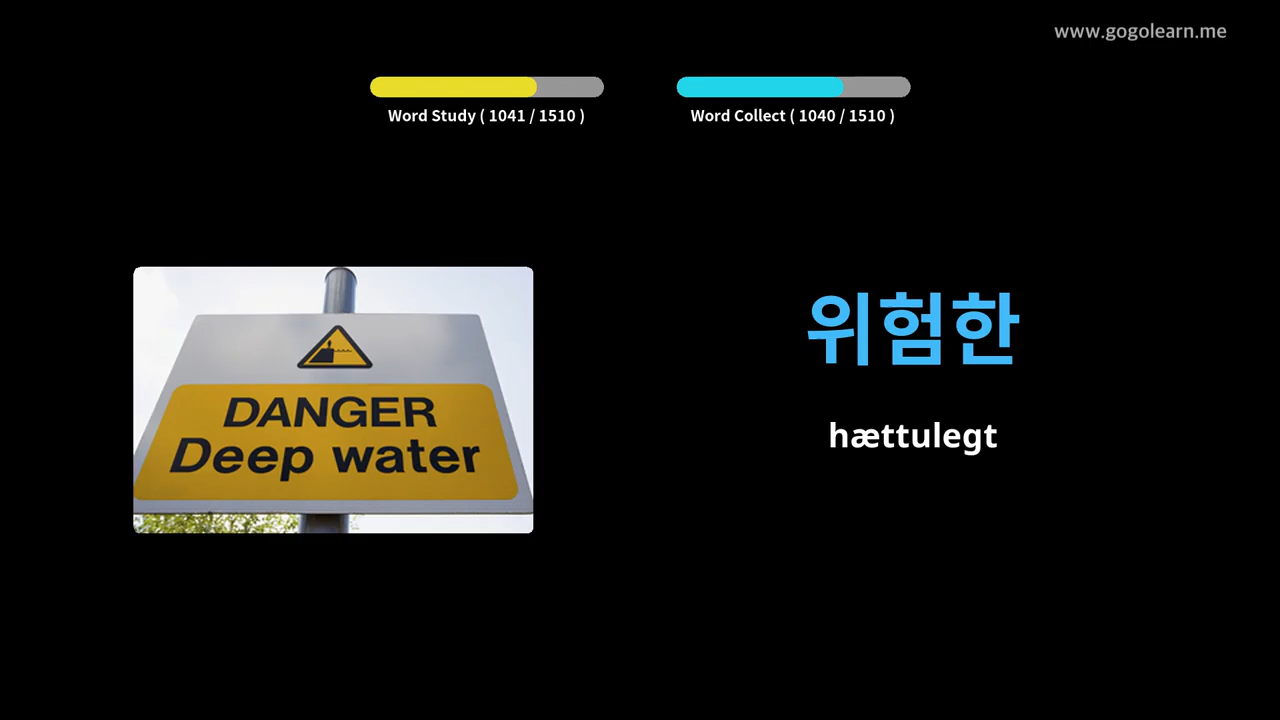 www.gogolearn.me
Word Study ( 1041 / 1510 )
Word Collect ( 1040 / 1510 )
DANGER
Deep water
위험한
hættulegt